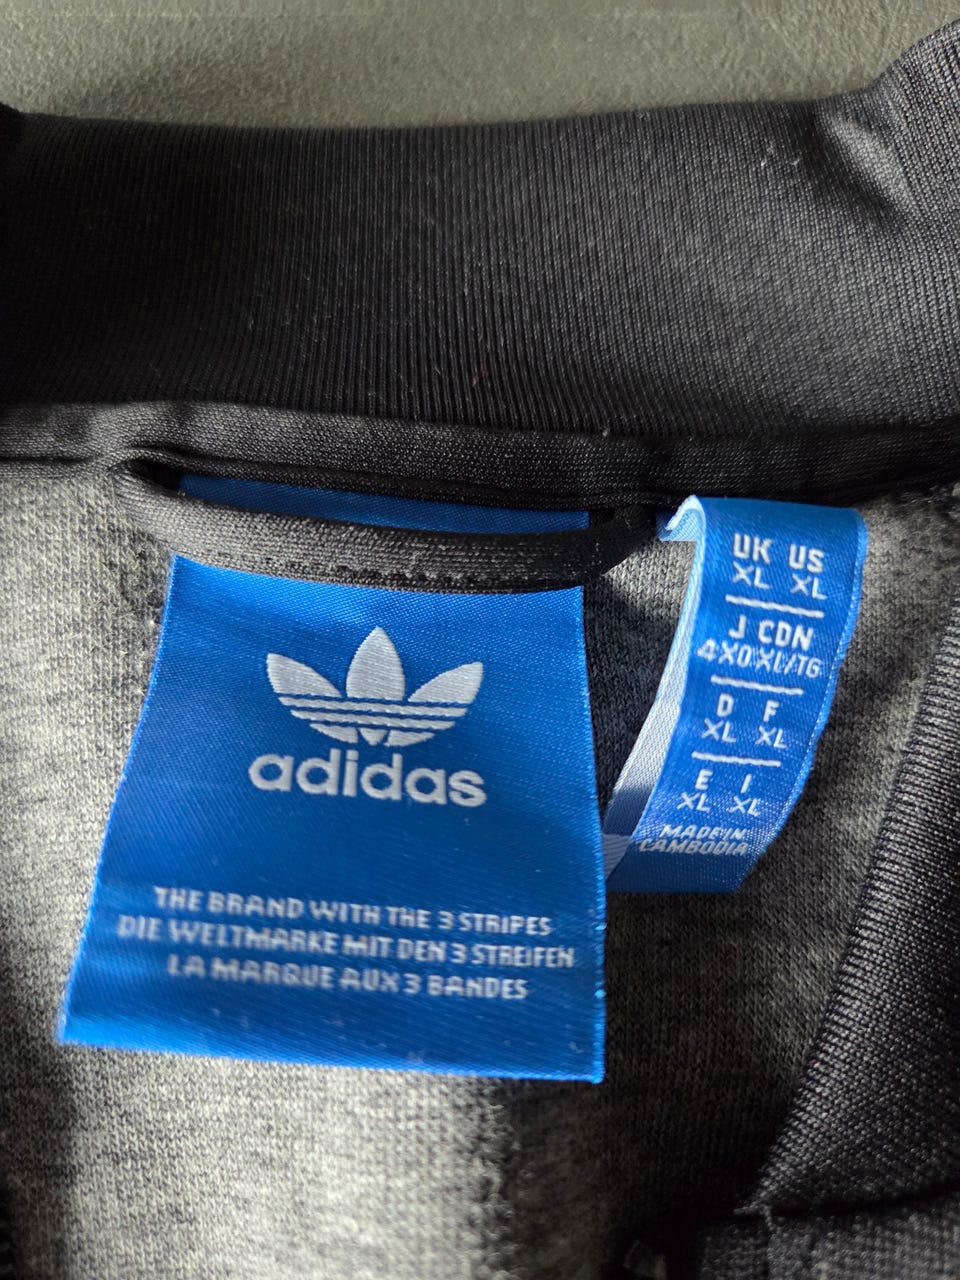 adidas
THE BRAND WITH THE 3 STRIPES
DIE WELTMARKE MIT DEN 3 STREIFEN
LA MARQUE AUX 3 BANDES
UK US
XL XL
J CDN
4XO XL/TG
D F
XL XL
E I
XL XL
MADE IN
CAMBODIA